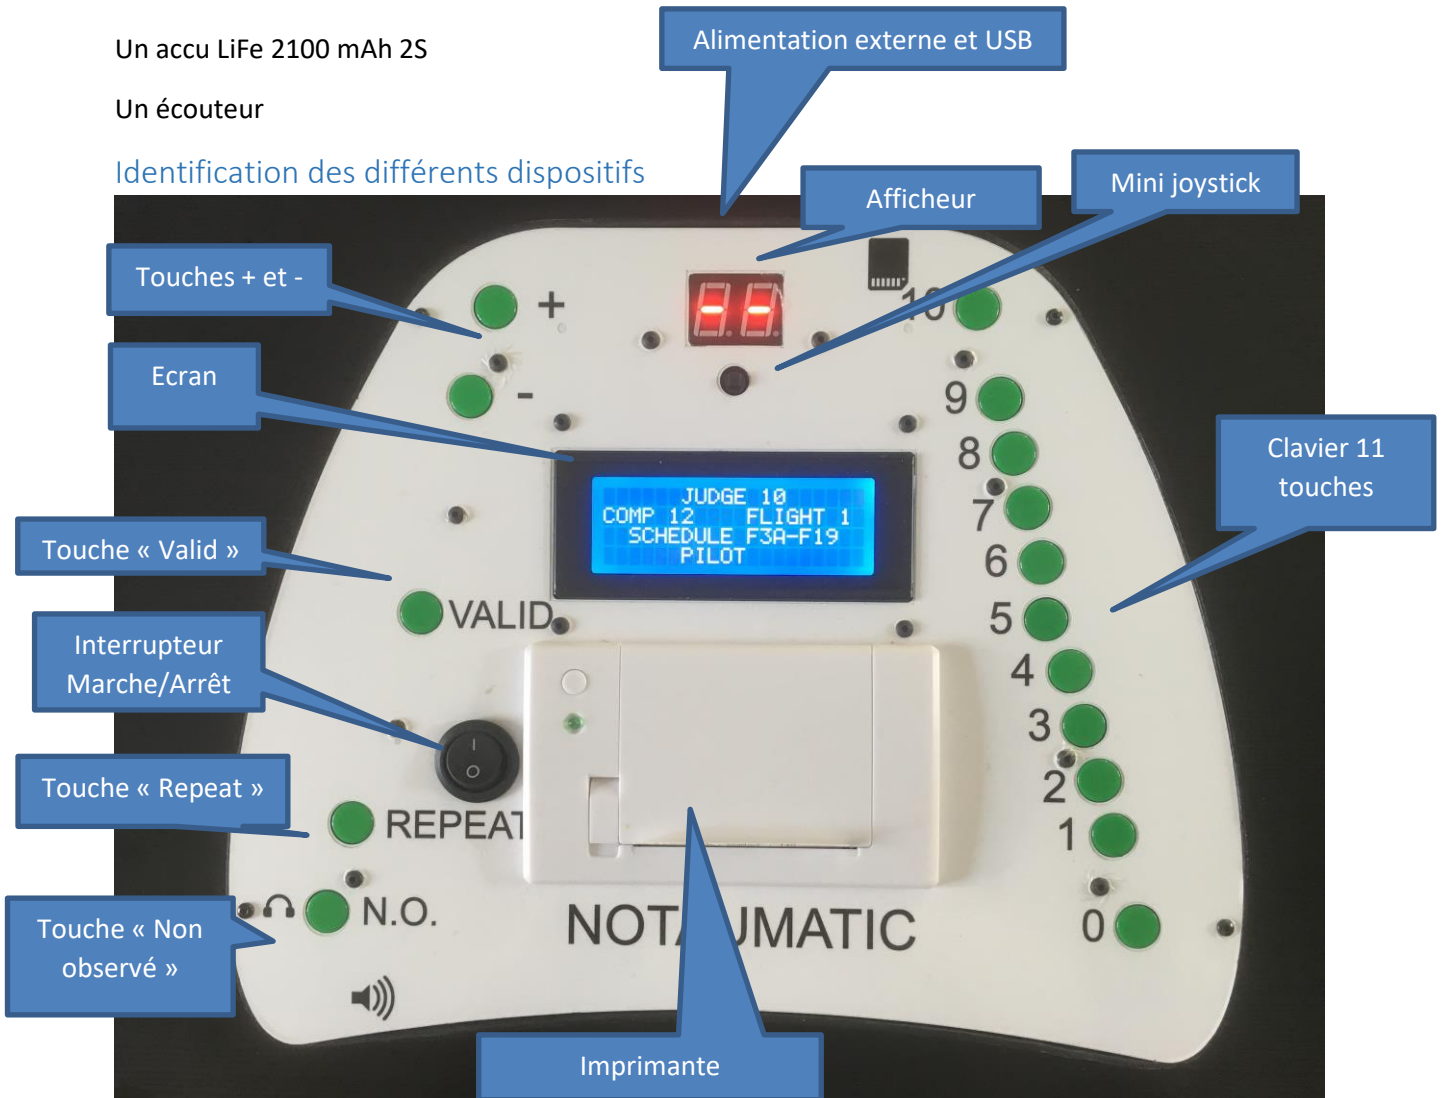 Un accu LiFe 2100 mAh 2S
Alimentation externe et USB
Un écouteur
Identification des différents dispositifs
Afficheur
Mini joystick
Touches + et -
+
10
Ecran
-
9
8
Clavier 11
touches
JUDGE 10
COMP 12 FLIGHT 1
SCHEDULE F3A-F19
PILOT
7
Touche « Valid »
6
VALID
5
Interrupteur
Marche/Arrêt
4
3
Touche « Repeat »
2
REPEAT
1
Touche « Non
observé »
N.O.
NOTAUMATIC
0
Imprimante